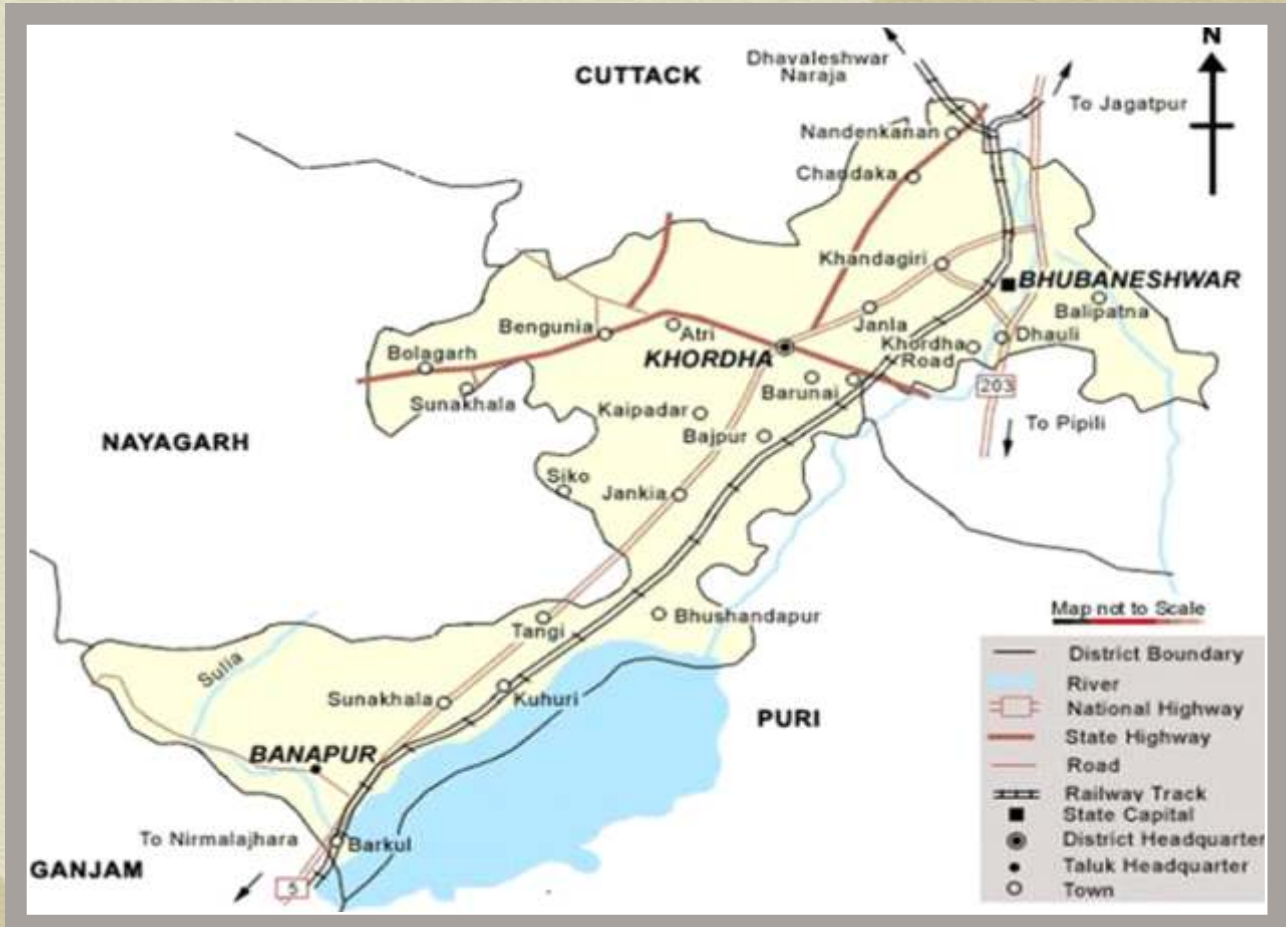 N
Dhavaleshwar
Naraja
CUTTACK
To Jagatpur
Nandenkanan
Chandaka
Khandagiri
BHUBANESHWAR
Balipatna
Janla
Bengunia
Atri
Dhauli
Khordha
Road
KHORDHA
Bolagarh
Barunai
203
Sunakhala
Kaipadar
To Pipili
Bajpur
NAYAGARH
Siko
Jankia
Map not to Scale
Bhushandapur
Tangi
District Boundary
Sulia
River
Sunakhala
Kuhuri
National Highway
PURI
State Highway
BANAPUR
Road
Railway Track
State Capital
To Nirmalajhara
Barkul
District Headquarter
GANJAM
Taluk Headquarter
5
Town